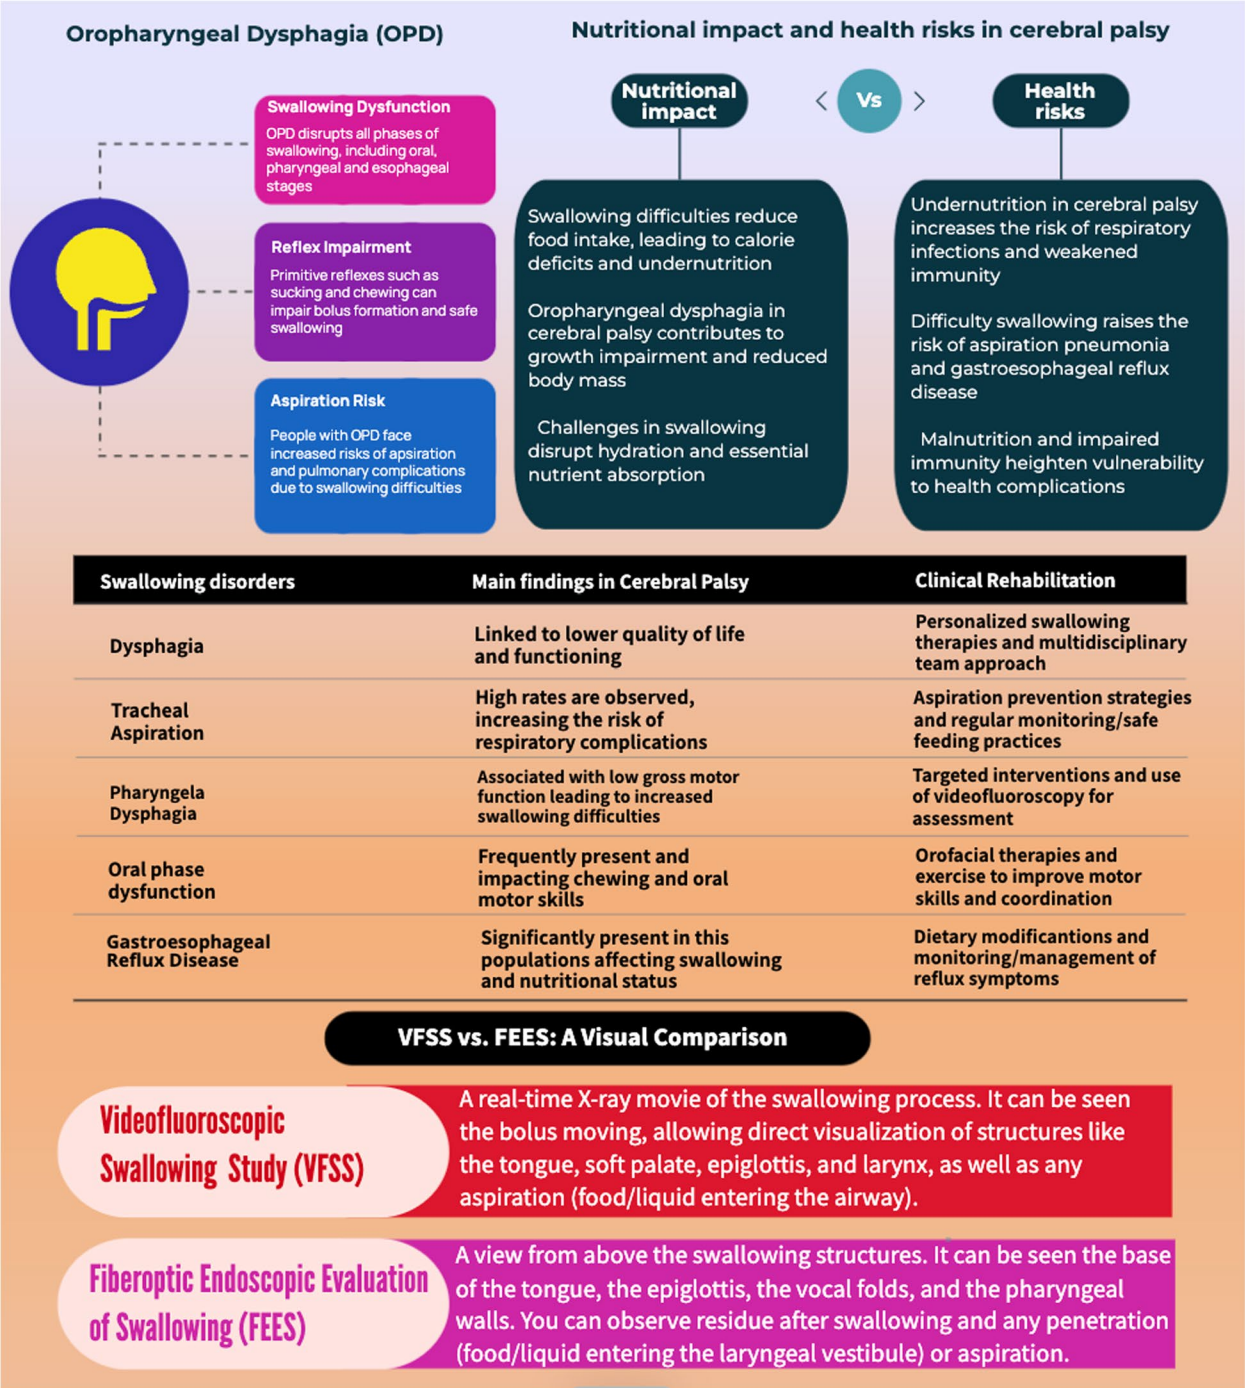 Oropharyngeal Dysphagia (OPD)
Swallowing Dysfunction
OPD disrupts all phases of
swallowing, including oral,
pharyngeal and esophageal
stages
Reflex Impairment
Primitive reflexes such as
sucking and chewing can
impair bolus formation and safe
swallowing
Aspiration Risk
People with OPD face
increased risks of apsiration
and pulmonary complications
due to swallowing difficulties
Nutritional impact and health risks in cerebral palsy
Nutritional
impact
< Vs >
Health
risks
Swallowing difficulties reduce
food intake, leading to calorie
deficits and undernutrition
Oropharyngeal dysphagia in
cerebral palsy contributes to
growth impairment and reduced
body mass
Challenges in swallowing
disrupt hydration and essential
nutrient absorption
Undernutrition in cerebral palsy
increases the risk of respiratory
infections and weakened
immunity
Difficulty swallowing raises the
risk of aspiration pneumonia
and gastroesophageal reflux
disease
Malnutrition and impaired
immunity heighten vulnerability
to health complications
Swallowing disorders
Main findings in Cerebral Palsy
Clinical Rehabilitation
Dysphagia
Linked to lower quality of life
and functioning
Personalized swallowing
therapies and multidisciplinary
team approach
Tracheal
Aspiration
High rates are observed,
increasing the risk of
respiratory complications
Aspiration prevention strategies
and regular monitoring/safe
feeding practices
Pharyngela
Dysphagia
Associated with low gross motor
function leading to increased
swallowing difficulties
Targeted interventions and use
of videofluoroscopy for
assessment
Oral phase
dysfunction
Frequently present and
impacting chewing and oral
motor skills
Orofacial therapies and
exercise to improve motor
skills and coordination
Gastroesophageal
Reflux Disease
Significantly present in this
populations affecting swallowing
and nutritional status
Dietary modificantions and
monitoring/management of
reflux symptoms
VFSS vs. FEES: A Visual Comparison
Videofluoroscopic
Swallowing Study (VFSS)
A real-time X-ray movie of the swallowing process. It can be seen
the bolus moving, allowing direct visualization of structures like
the tongue, soft palate, epiglottis, and larynx, as well as any
aspiration (food/liquid entering the airway).
Fiberoptic Endoscopic Evaluation
of Swallowing (FEES)
A view from above the swallowing structures. It can be seen the base
of the tongue, the epiglottis, the vocal folds, and the pharyngeal
walls. You can observe residue after swallowing and any penetration
(food/liquid entering the laryngeal vestibule) or aspiration.